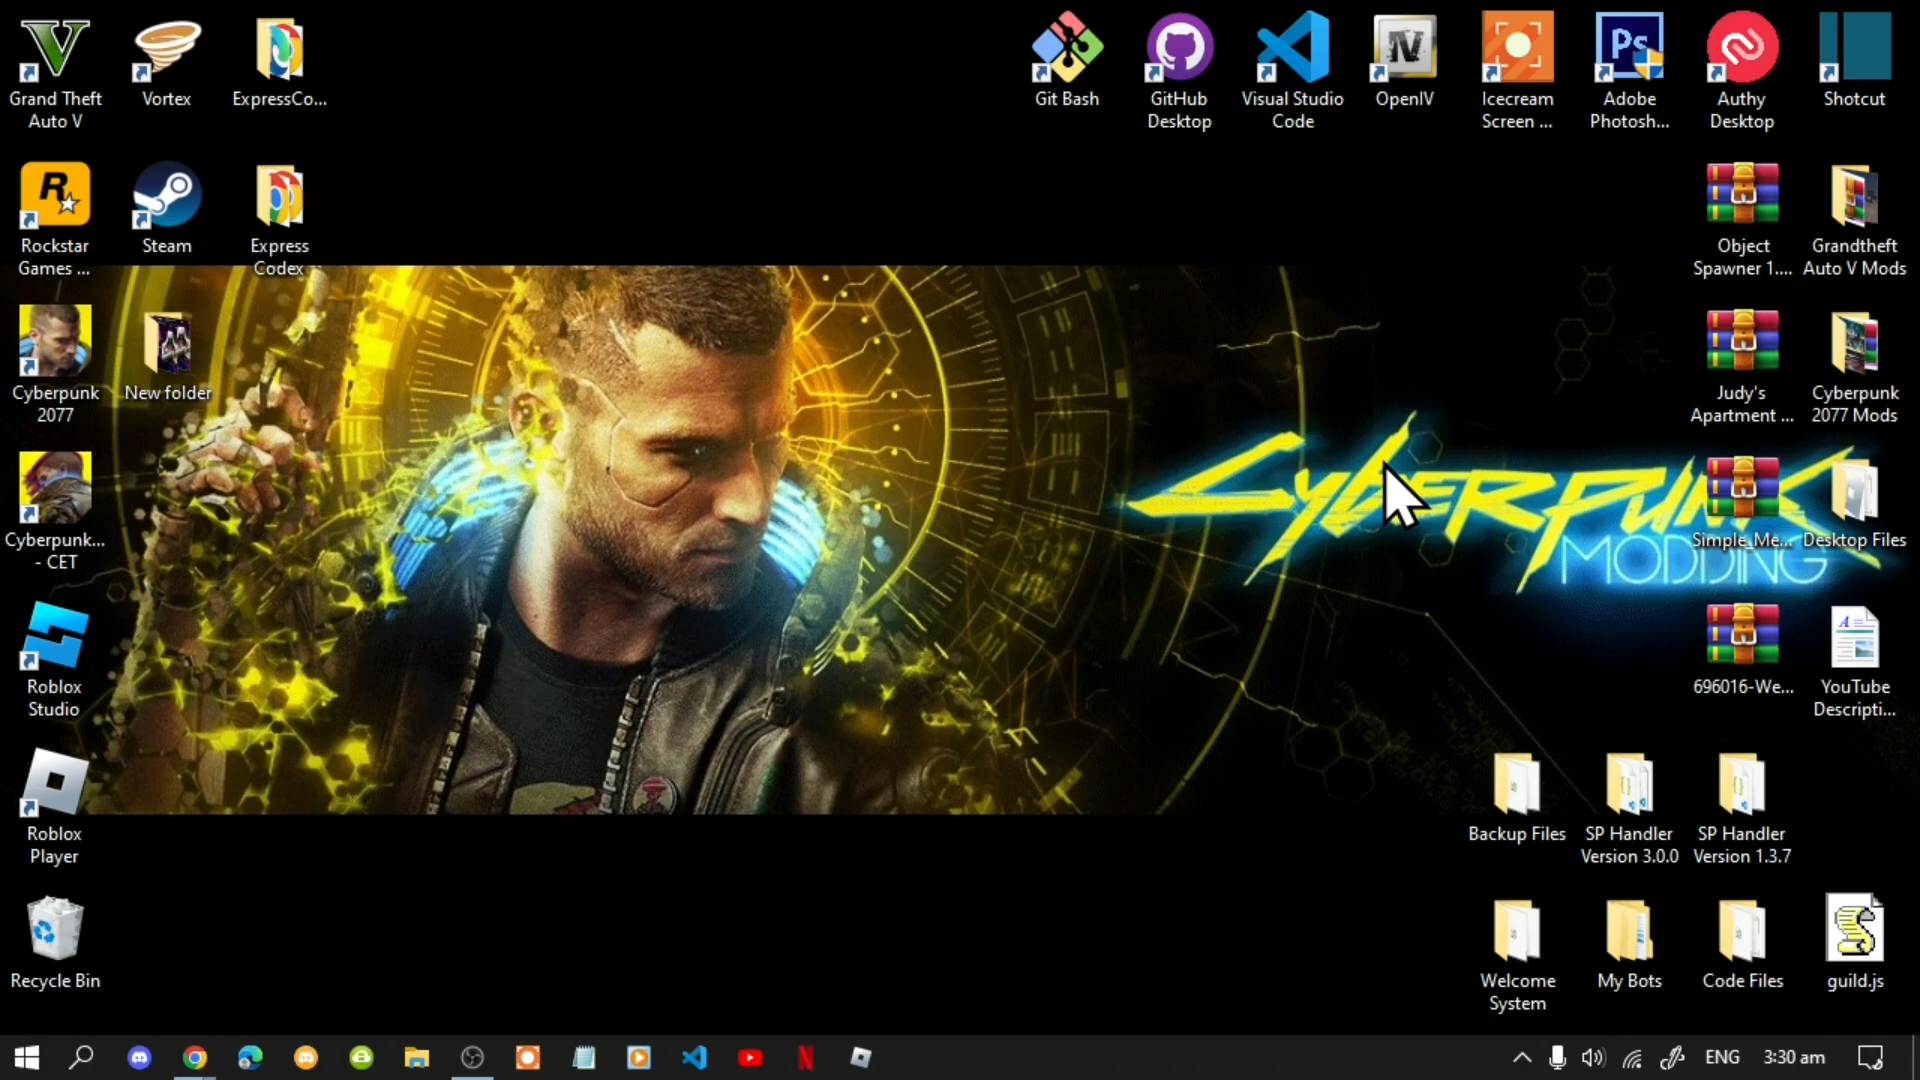 Grand Theft
Auto V
Vortex
ExpressCo...
Git Bash
GitHub
Desktop
Visual Studio
Code
OpenIV
Icecream
Screen ...
Adobe
Photosh...
Authy
Desktop
Shotcut
Rockstar
Games ...
Steam
Express
Codex
Object
Spawner 1....
Grandtheft
Auto V Mods
Cyberpunk
2077
New folder
Judy's
Apartment ...
Cyberpunk
2077 Mods
CYBERPUNK
MODDING
Cyberpunk...
- CET
Simple_Me...
Desktop Files
Roblox
Studio
696016-We...
YouTube
Descripti...
Roblox
Player
Backup Files
SP Handler
Version 3.0.0
SP Handler
Version 1.3.7
Recycle Bin
Welcome
System
My Bots
Code Files
guild.js
ENG
3:30 am